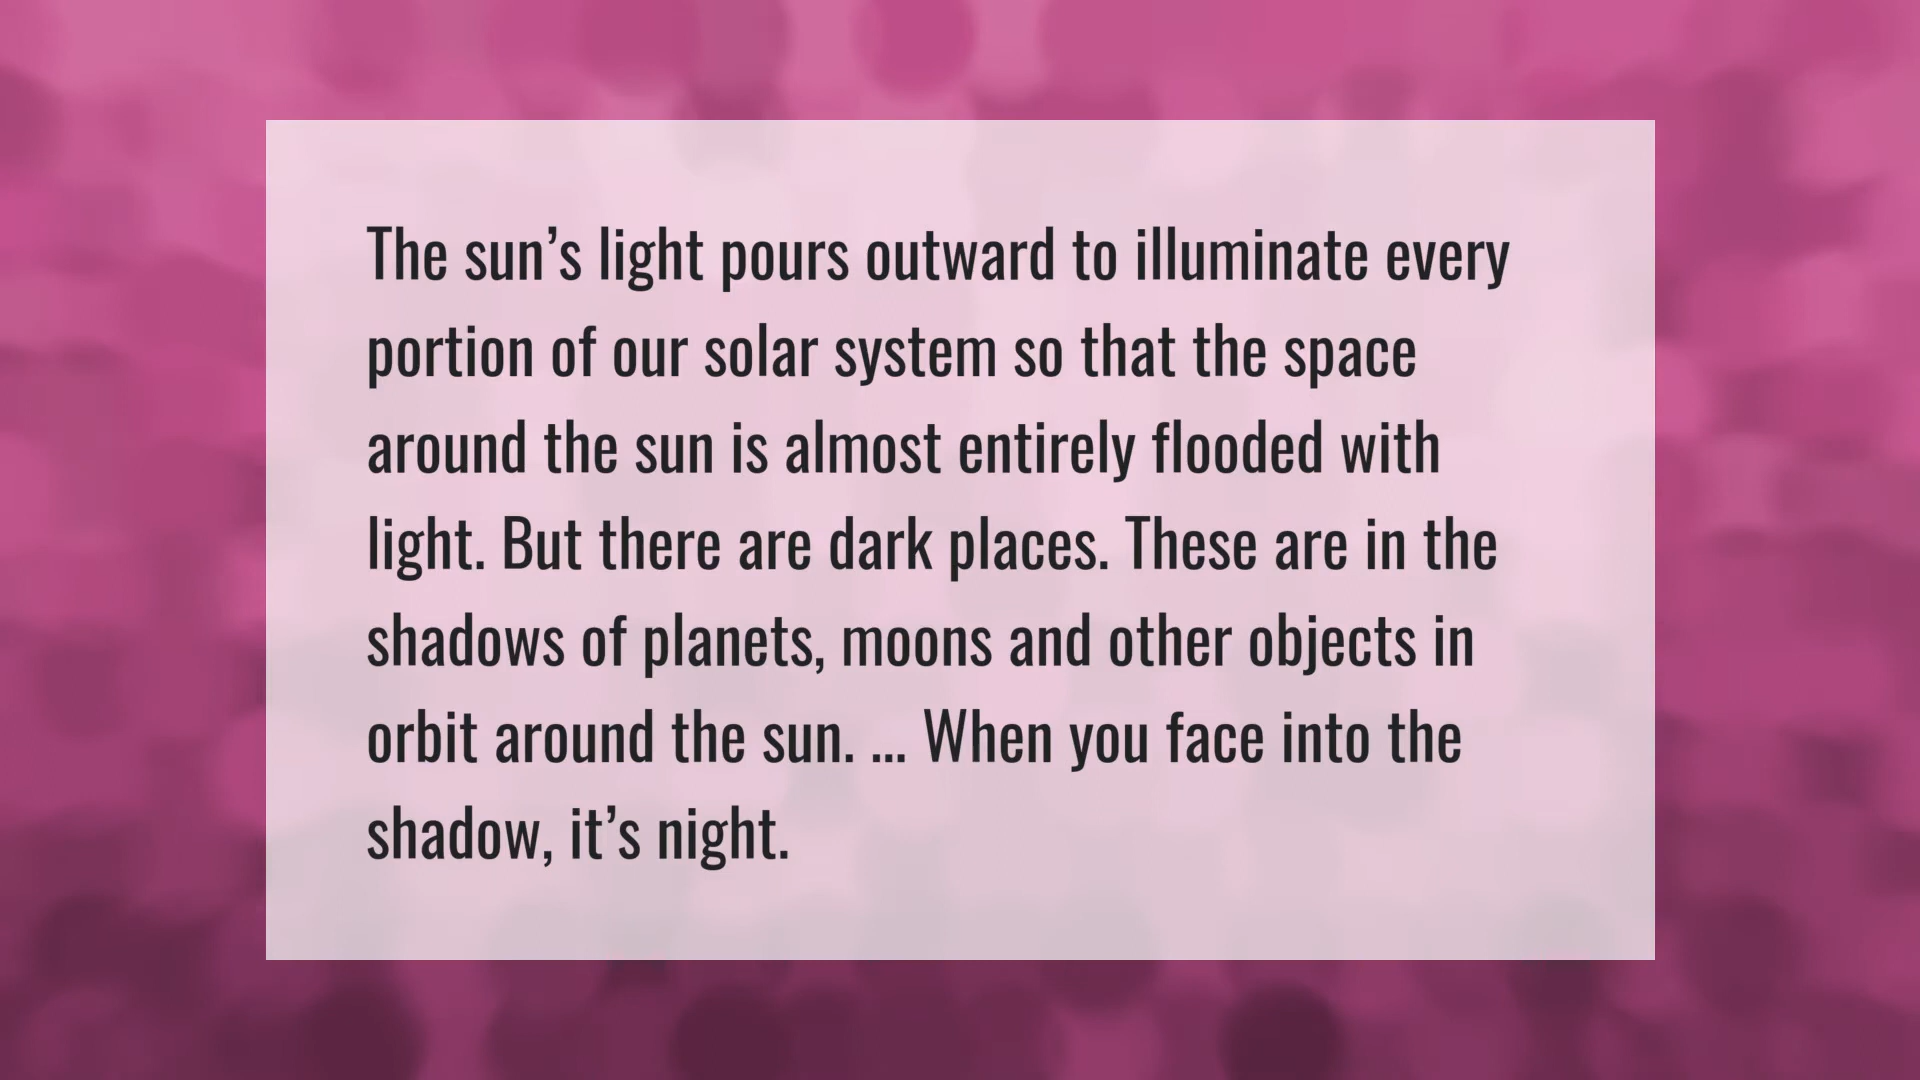 The sun’s light pours outward to illuminate every
portion of our solar system so that the space
around the sun is almost entirely flooded with
light. But there are dark places. These are in the
shadows of planets, moons and other objects in
orbit around the sun. ... When you face into the
shadow, it’s night.